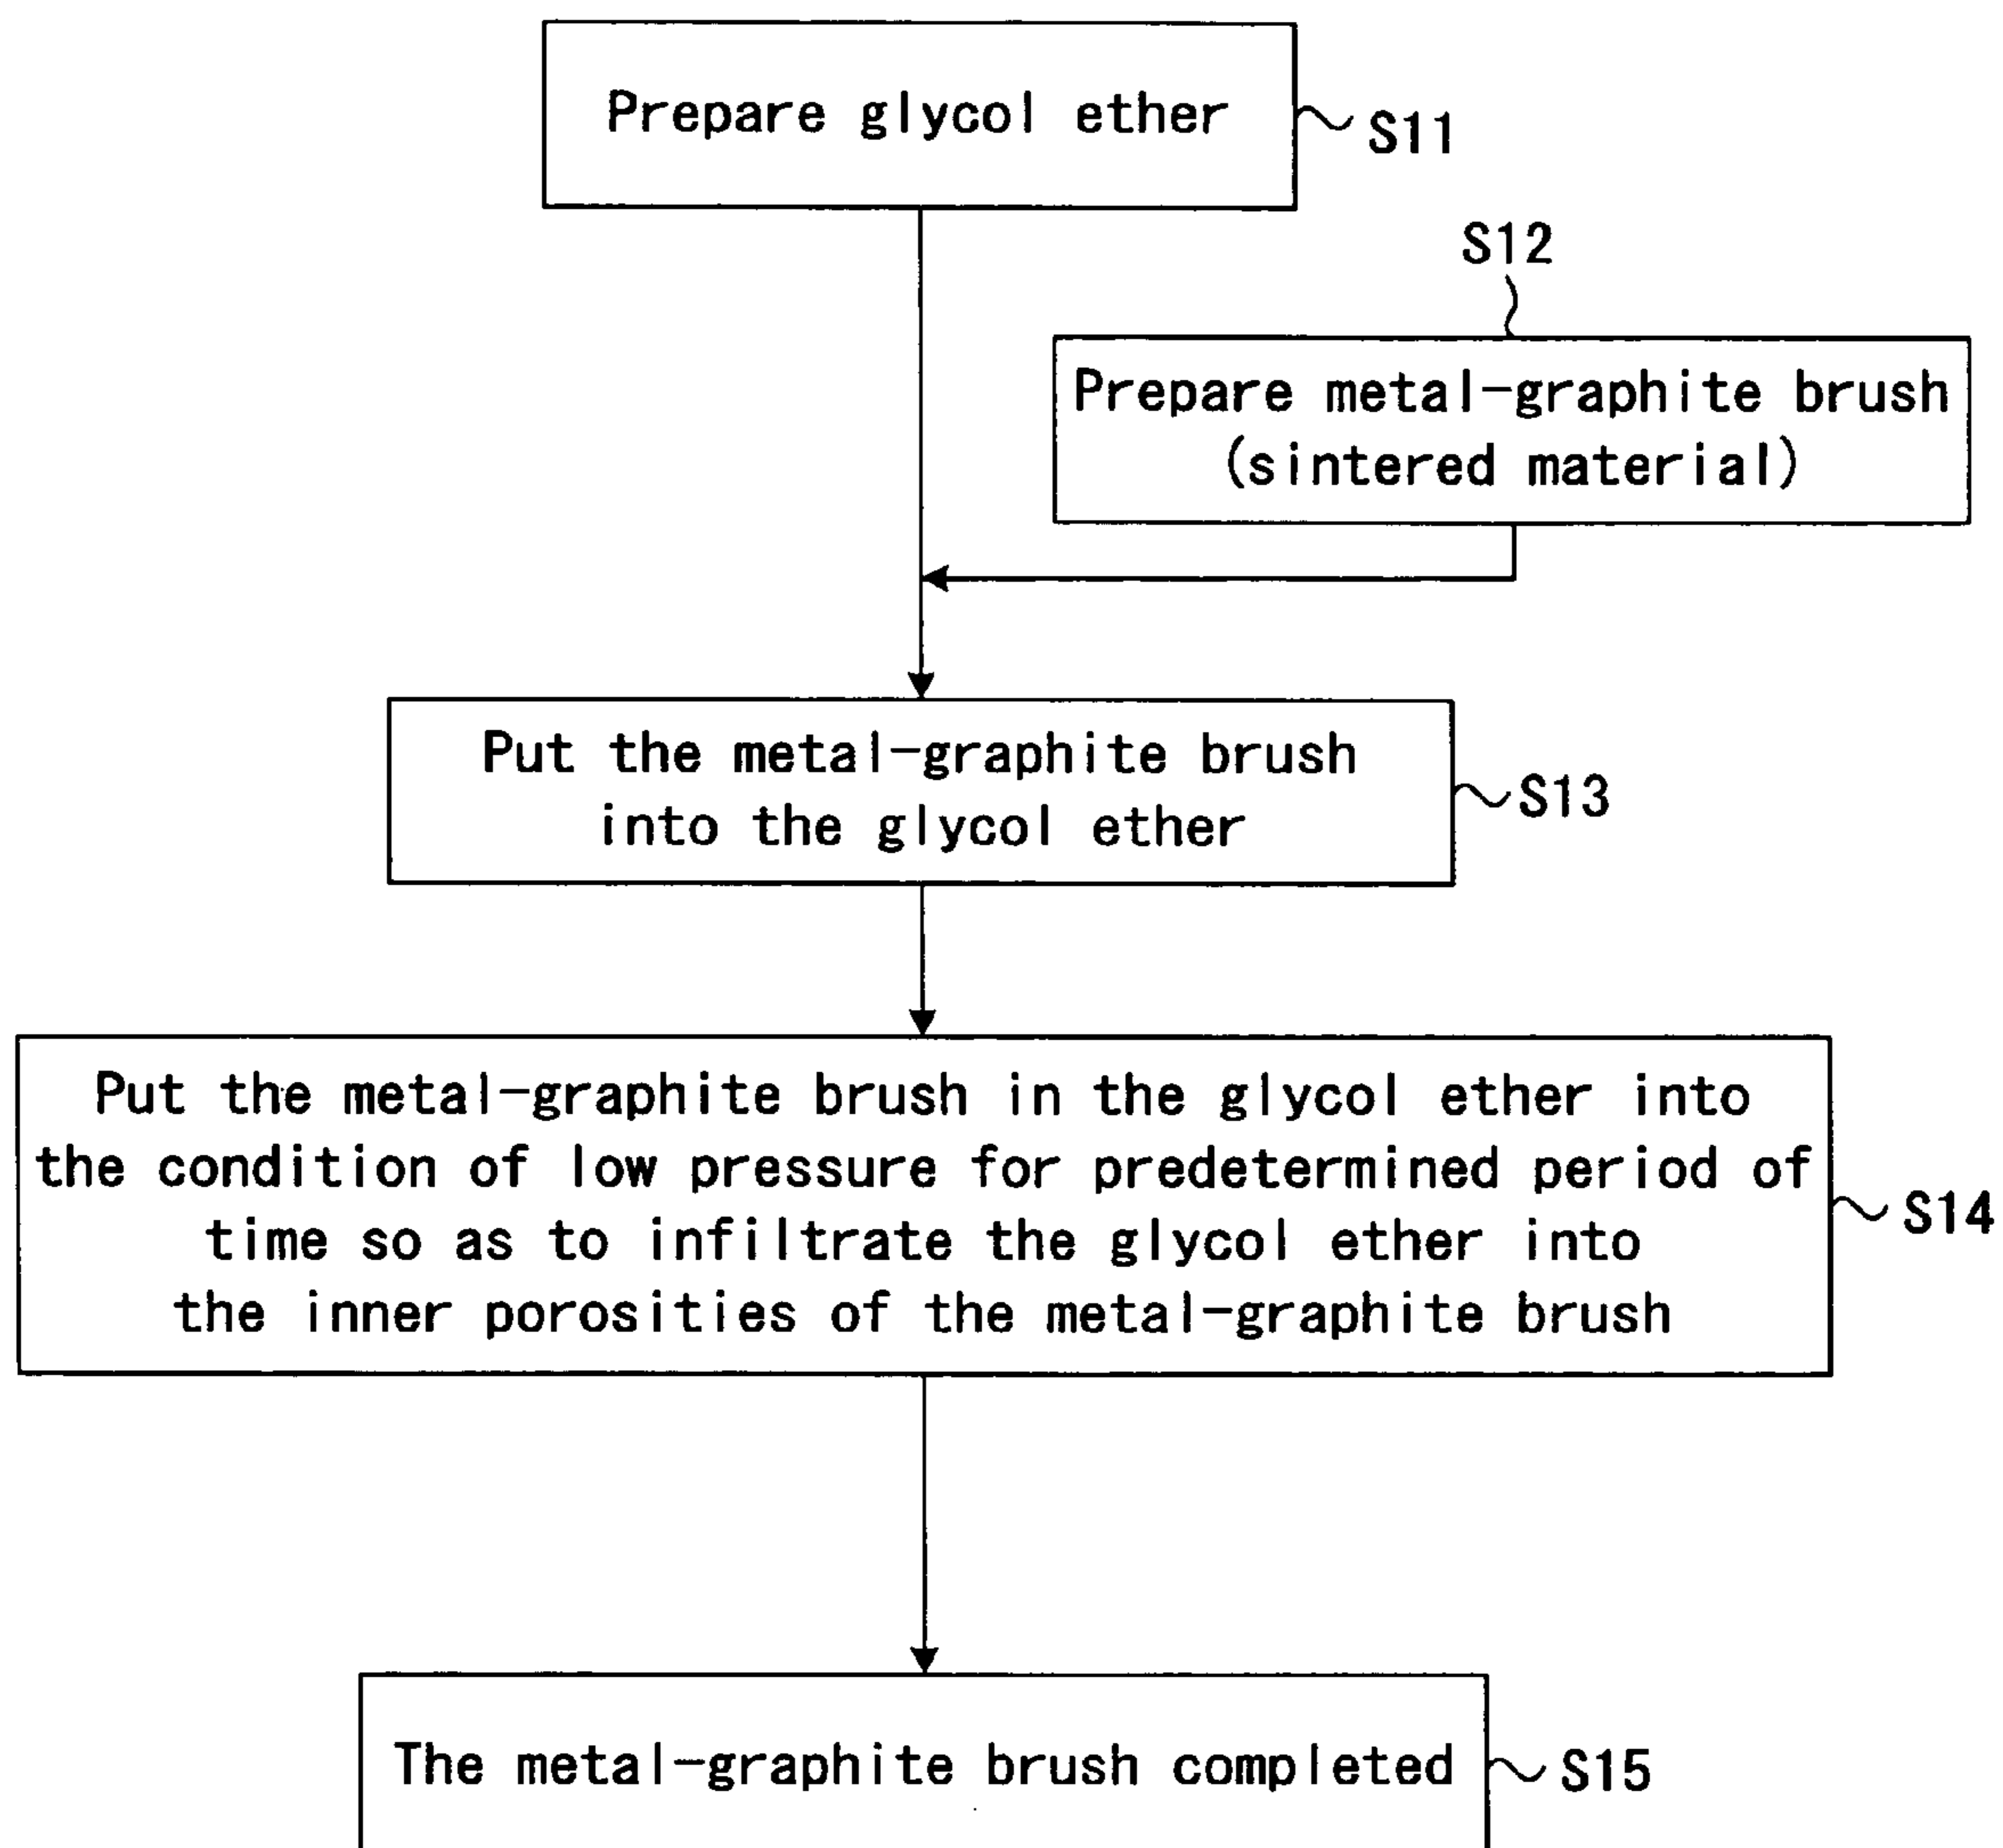 Prepare glycol ether
S11
S12
Prepare metal-graphite brush
(sintered material)
Put the metal-graphite brush
into the glycol ether
S13
Put the metal-graphite brush in the glycol ether into
the condition of low pressure for predetermined period of
time so as to infiltrate the glycol ether into
the inner porosities of the metal-graphite brush
S14
The metal-graphite brush completed
S15